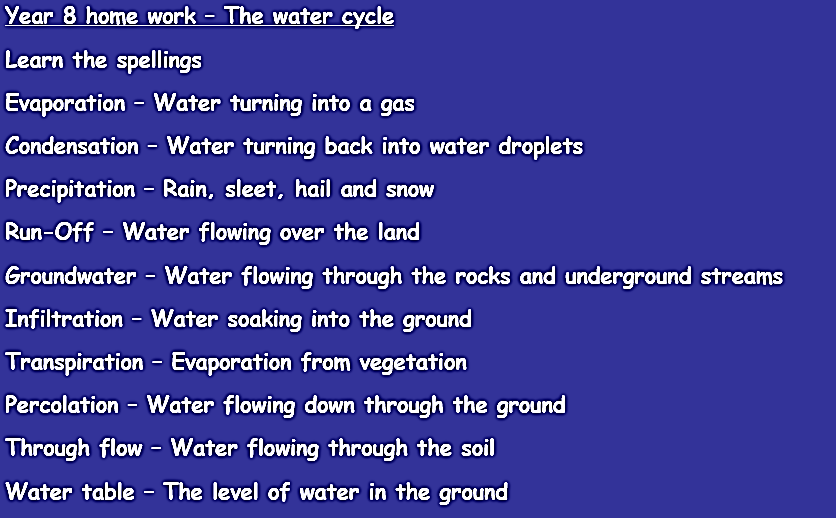 Year 8 home work – The water cycle
Learn the spellings
Evaporation – Water turning into a gas
Condensation – Water turning back into water droplets
Precipitation – Rain, sleet, hail and snow
Run-Off – Water flowing over the land
Groundwater – Water flowing through the rocks and underground streams
Infiltration – Water soaking into the ground
Transpiration – Evaporation from vegetation
Percolation – Water flowing down through the ground
Through flow – Water flowing through the soil
Water table – The level of water in the ground